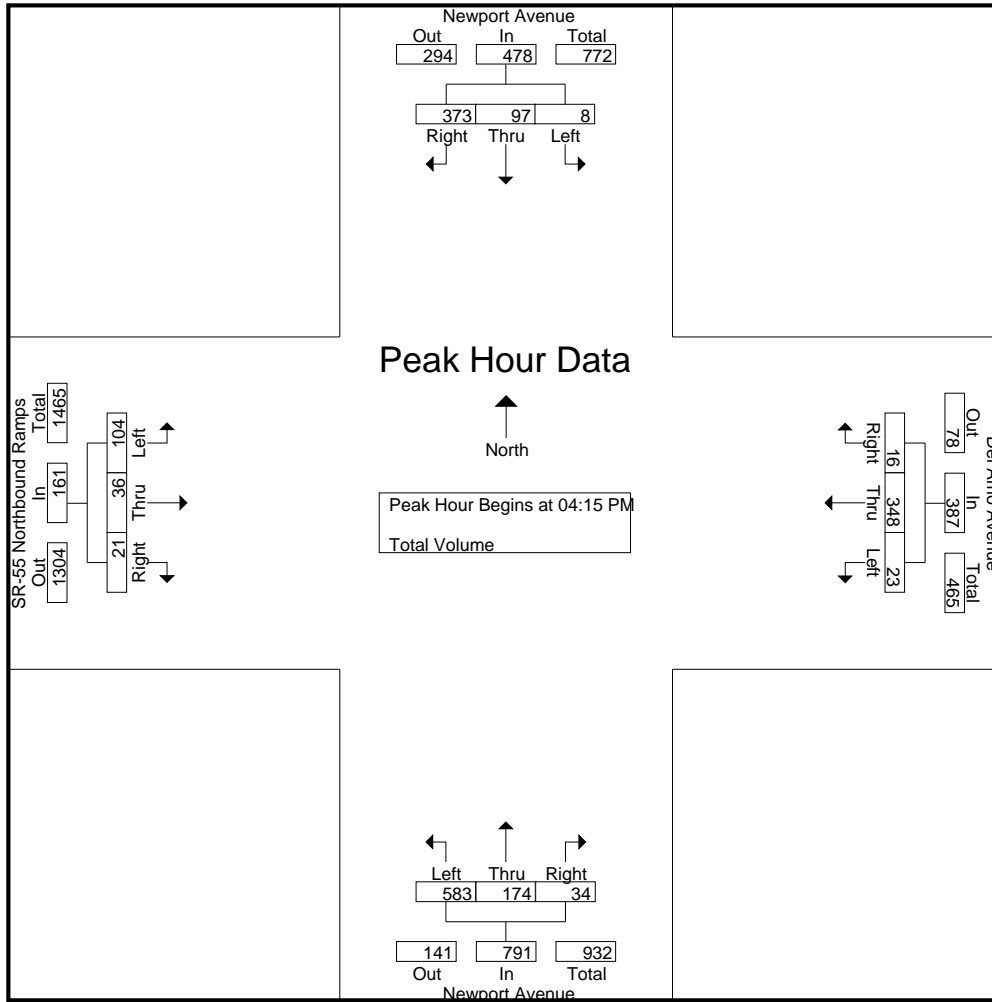 Newport Avenue
Out In Total
294 478 772
373 97 8
Right Thru Left
Peak Hour Data
North
Peak Hour Begins at 04:15 PM
Total Volume
SR-55 Northbound Ramps
Out In Total
1304 161 1465
104 36 21
Left Thru Right
Del Amo Avenue
Out In Total
78 387 465
16 348 23
Right Thru Left
Left Thru Right
583 174 34
141 791 932
Out In Total
Newport Avenue